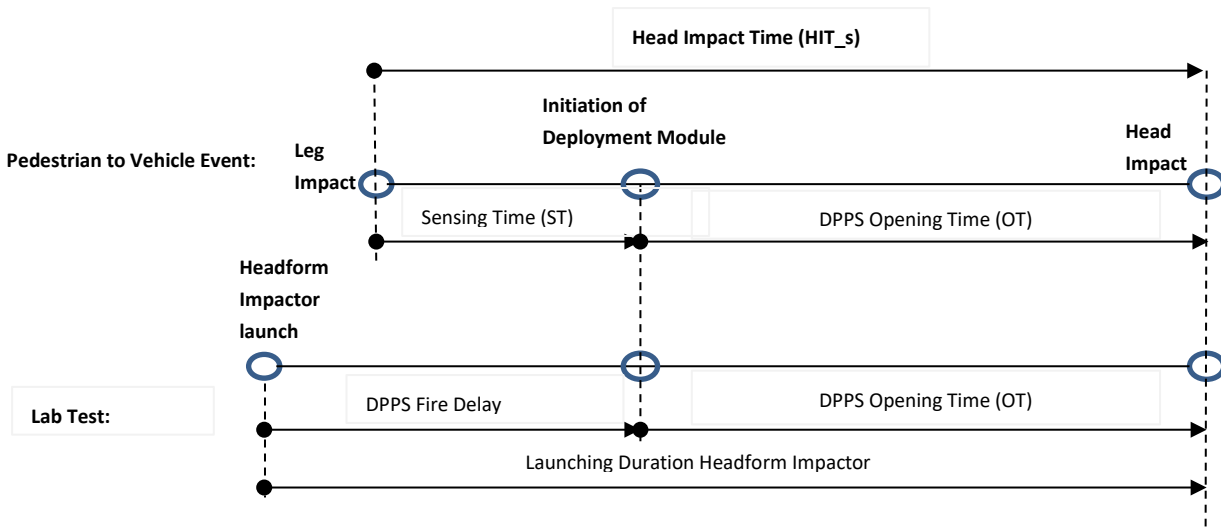 Head Impact Time (HIT_s)
Initiation of
Deployment Module
Head
Impact
Leg
Impact
Pedestrian to Vehicle Event:
Sensing Time (ST)
DPPS Opening Time (OT)
Headform
Impactor
launch
DPPS Fire Delay
DPPS Opening Time (OT)
Lab Test:
Launching Duration Headform Impactor